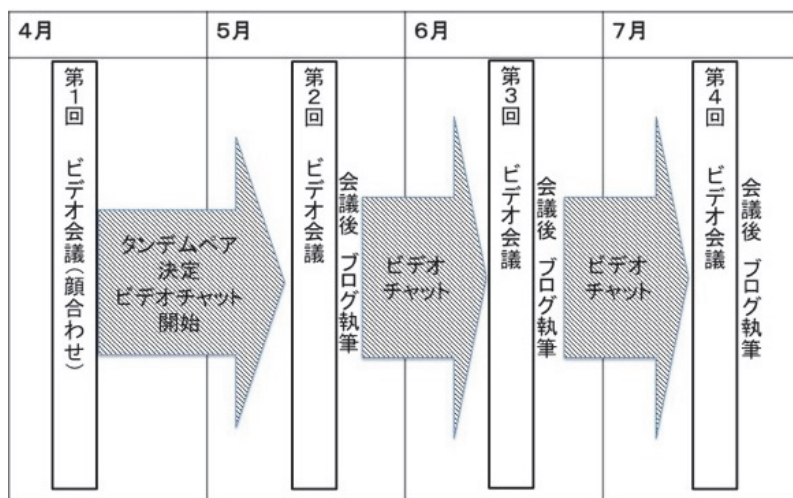 4月
5月
6月
7月
第1回 ビデオ会議(顔合わせ)
タンデムペア
決定
ビデオチャット
開始
第2回 ビデオ会議
会議後 ブログ執筆
ビデオ
チャット
第3回 ビデオ会議
会議後 ブログ執筆
ビデオ
チャット
第4回 ビデオ会議
会議後 ブログ執筆